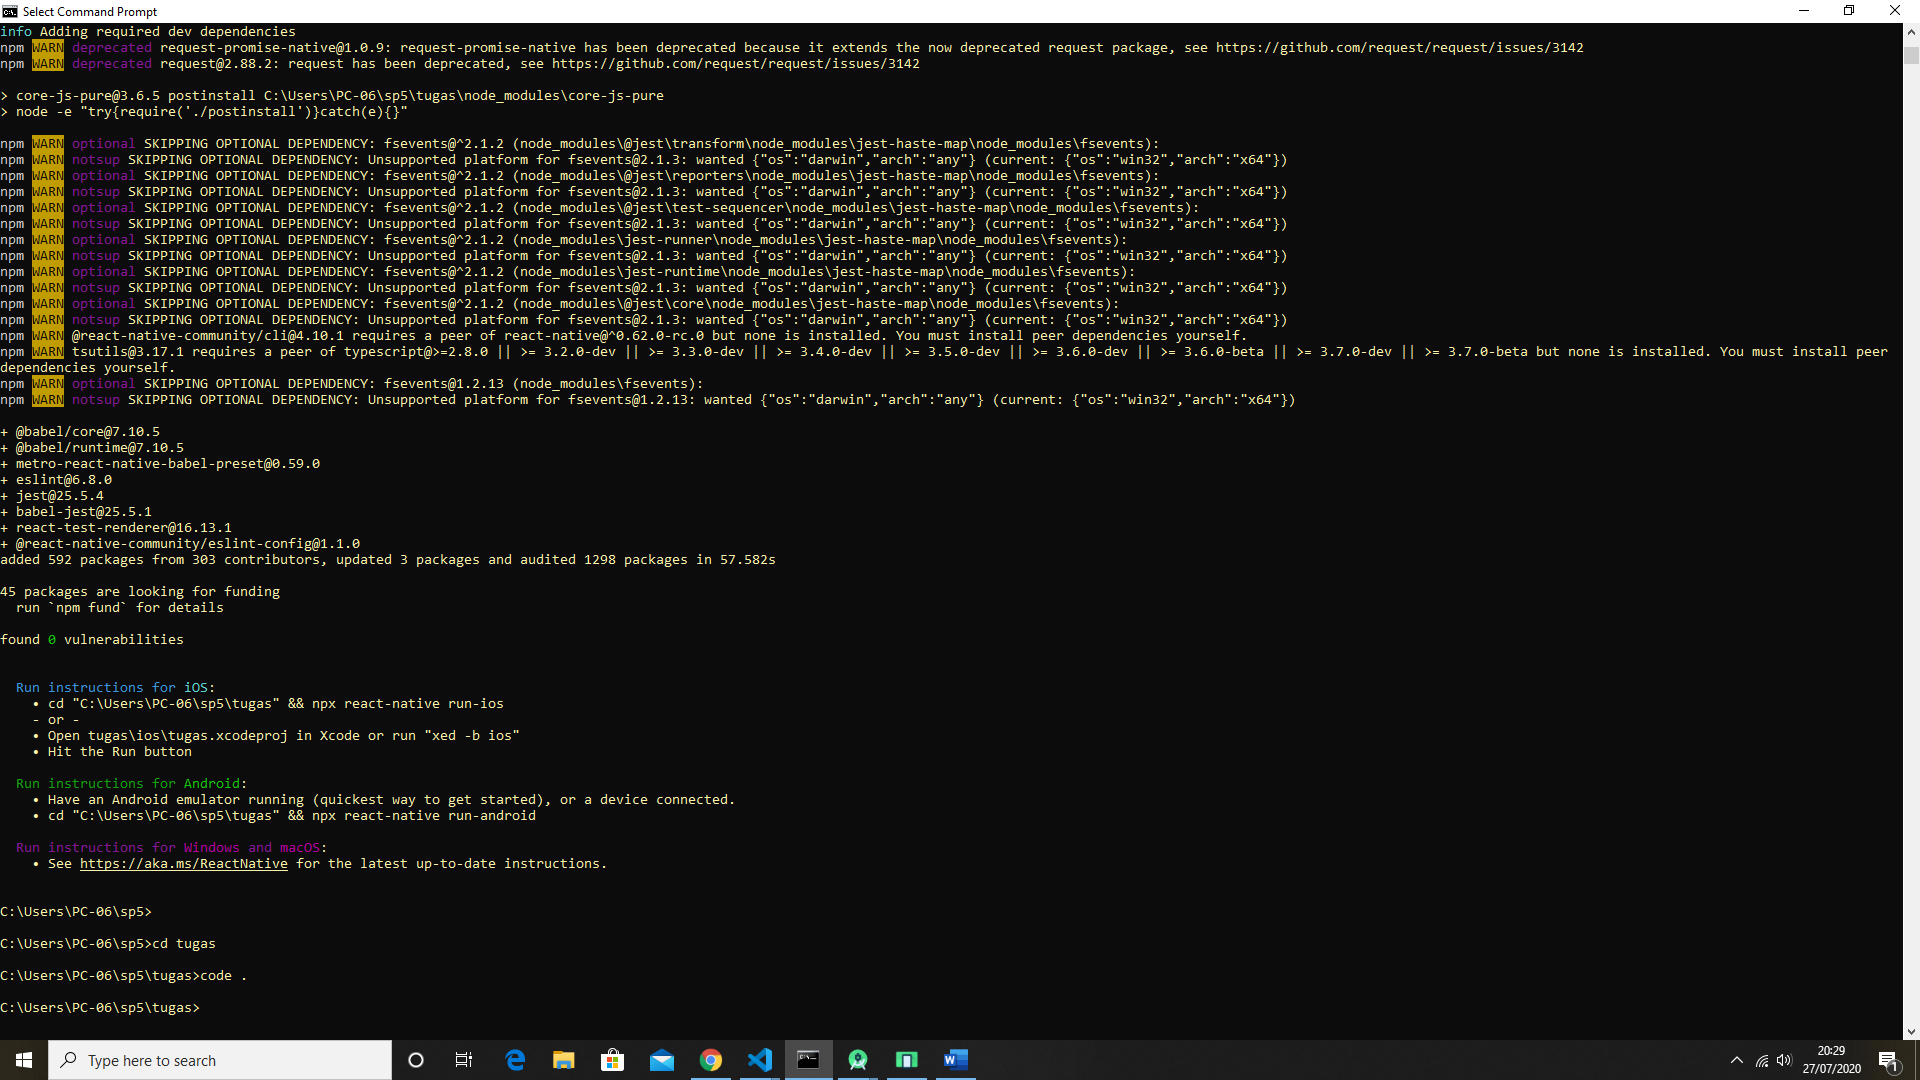 Select Command Prompt
info Adding required dev dependencies
npm WARN deprecated request-promise-native@1.0.9: request-promise-native has been deprecated because it extends the now deprecated request package, see https://github.com/request/request/issues/3142
npm WARN deprecated request@2.88.2: request has been deprecated, see https://github.com/request/request/issues/3142
> core-js-pure@3.6.5 postinstall C:\Users\PC-06\sp5\tugas\node_modules\core-js-pure
> node -e "try{require('./postinstall')}catch(e){}"
npm WARN optional SKIPPING OPTIONAL DEPENDENCY: fsevents@^2.1.2 (node_modules\@jest\transform\node_modules\jest-haste-map\node_modules\fsevents):
npm WARN notsup SKIPPING OPTIONAL DEPENDENCY: Unsupported platform for fsevents@2.1.3: wanted {"os":"darwin","arch":"any"} (current: {"os":"win32","arch":"x64"})
npm WARN optional SKIPPING OPTIONAL DEPENDENCY: fsevents@^2.1.2 (node_modules\@jest\reporters\node_modules\jest-haste-map\node_modules\fsevents):
npm WARN notsup SKIPPING OPTIONAL DEPENDENCY: Unsupported platform for fsevents@2.1.3: wanted {"os":"darwin","arch":"any"} (current: {"os":"win32","arch":"x64"})
npm WARN optional SKIPPING OPTIONAL DEPENDENCY: fsevents@^2.1.2 (node_modules\@jest\test-sequencer\node_modules\jest-haste-map\node_modules\fsevents):
npm WARN notsup SKIPPING OPTIONAL DEPENDENCY: Unsupported platform for fsevents@2.1.3: wanted {"os":"darwin","arch":"any"} (current: {"os":"win32","arch":"x64"})
npm WARN optional SKIPPING OPTIONAL DEPENDENCY: fsevents@^2.1.2 (node_modules\jest-runner\node_modules\jest-haste-map\node_modules\fsevents):
npm WARN notsup SKIPPING OPTIONAL DEPENDENCY: Unsupported platform for fsevents@2.1.3: wanted {"os":"darwin","arch":"any"} (current: {"os":"win32","arch":"x64"})
npm WARN optional SKIPPING OPTIONAL DEPENDENCY: fsevents@^2.1.2 (node_modules\jest-runtime\node_modules\jest-haste-map\node_modules\fsevents):
npm WARN notsup SKIPPING OPTIONAL DEPENDENCY: Unsupported platform for fsevents@2.1.3: wanted {"os":"darwin","arch":"any"} (current: {"os":"win32","arch":"x64"})
npm WARN optional SKIPPING OPTIONAL DEPENDENCY: fsevents@^2.1.2 (node_modules\@jest\core\node_modules\jest-haste-map\node_modules\fsevents):
npm WARN notsup SKIPPING OPTIONAL DEPENDENCY: Unsupported platform for fsevents@2.1.3: wanted {"os":"darwin","arch":"any"} (current: {"os":"win32","arch":"x64"})
npm WARN @react-native-community/cli@4.10.1 requires a peer of react-native@^0.62.0-rc.0 but none is installed. You must install peer dependencies yourself.
npm WARN tsutils@3.17.1 requires a peer of typescript@>=2.8.0 || >= 3.2.0-dev || >= 3.3.0-dev || >= 3.4.0-dev || >= 3.5.0-dev || >= 3.6.0-dev || >= 3.6.0-beta || >= 3.7.0-dev || >= 3.7.0-beta but none is installed. You must install peer
dependencies yourself.
npm WARN optional SKIPPING OPTIONAL DEPENDENCY: fsevents@1.2.13 (node_modules\fsevents):
npm WARN notsup SKIPPING OPTIONAL DEPENDENCY: Unsupported platform for fsevents@1.2.13: wanted {"os":"darwin","arch":"any"} (current: {"os":"win32","arch":"x64"})
+ @babel/core@7.10.5
+ @babel/runtime@7.10.5
+ metro-react-native-babel-preset@0.59.0
+ eslint@6.8.0
+ jest@25.5.4
+ babel-jest@25.5.1
+ react-test-renderer@16.13.1
+ @react-native-community/eslint-config@1.1.0
added 592 packages from 303 contributors, updated 3 packages and audited 1298 packages in 57.582s
45 packages are looking for funding
run `npm fund` for details
found 0 vulnerabilities
Run instructions for iOS:
• cd "C:\Users\PC-06\sp5\tugas" && npx react-native run-ios
- or -
• Open tugas\ios\tugas.xcodeproj in Xcode or run "xed -b ios"
• Hit the Run button
Run instructions for Android:
• Have an Android emulator running (quickest way to get started), or a device connected.
• cd "C:\Users\PC-06\sp5\tugas" && npx react-native run-android
Run instructions for Windows and macOS:
• See https://aka.ms/ReactNative for the latest up-to-date instructions.
C:\Users\PC-06\sp5>
C:\Users\PC-06\sp5>cd tugas
C:\Users\PC-06\sp5\tugas>code .
C:\Users\PC-06\sp5\tugas>
Type here to search
20:29
27/07/2020
1